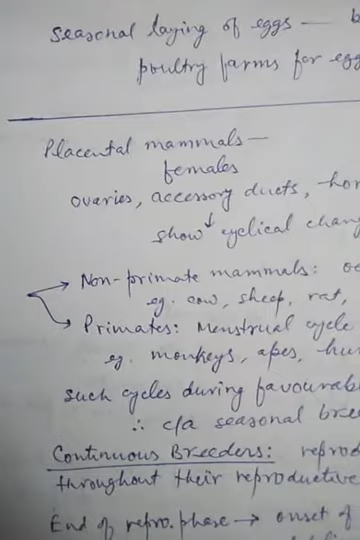 seasonal laying of eggs —
poultry farms for egg
Placental mammals —
females
ovaries, accessory ducts, hor
show cyclical chan
→ Non-primate mammals: oe
eg. cow, sheep, rat,
→ Primates: Menstrual cycle
eg. monkeys, apes, hu
such cycles during favourab
∴ c/a seasonal bree
Continuous Breeders: repro
throughout their reproductive
End of repro. phase → onset of